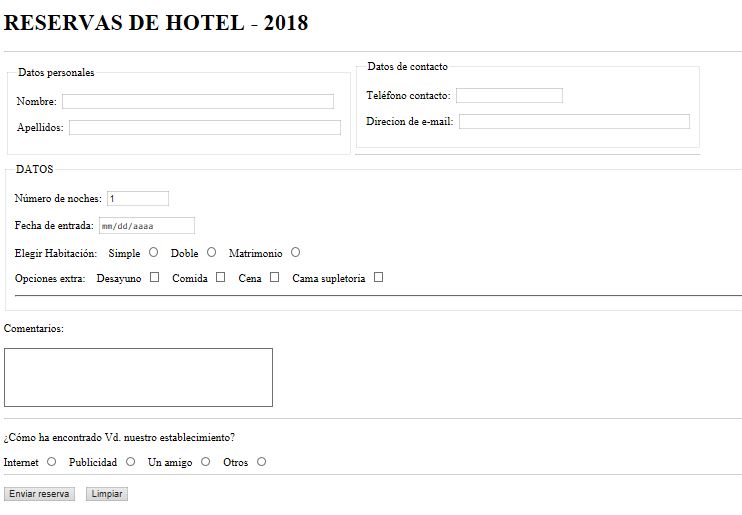 RESERVAS DE HOTEL - 2018
Datos personales
Nombre:
Apellidos:
Datos de contacto
Teléfono contacto:
Direcion de e-mail:
DATOS
Número de noches: 1
Fecha de entrada: mm/dd/aaaa
Elegir Habitación: Simple Doble Matrimonio
Opciones extra: Desayuno Comida Cena Cama supletoria
Comentarios:
¿Cómo ha encontrado Vd. nuestro establecimiento?
Internet Publicidad Un amigo Otros
Enviar reserva Limpiar